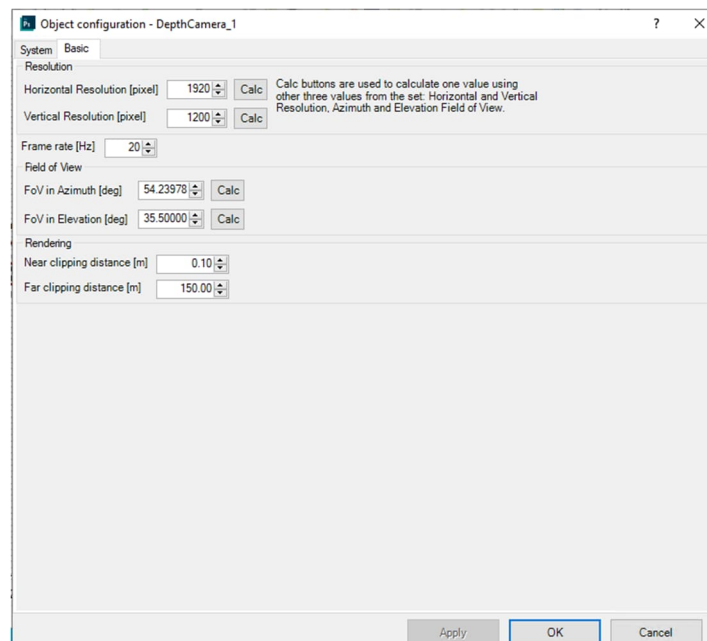 Ps Object configuration - DepthCamera_1 ?
System Basic
Resolution
Horizontal Resolution [pixel] 1920 Calc
Vertical Resolution [pixel] 1200 Calc
Calc buttons are used to calculate one value using
other three values from the set: Horizontal and Vertical
Resolution, Azimuth and Elevation Field of View.
Frame rate [Hz] 20
Field of View
FoV in Azimuth [deg] 54.23978 Calc
FoV in Elevation [deg] 35.50000 Calc
Rendering
Near clipping distance [m] 0.10
Far clipping distance [m] 150.00
Apply OK Cancel